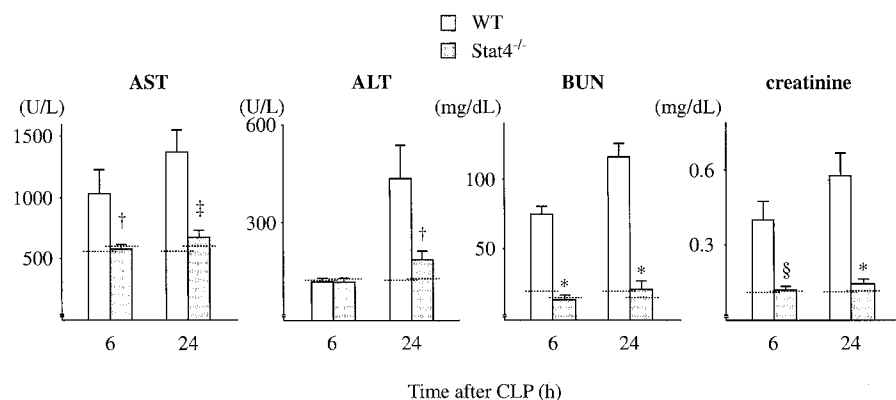 WT
Stat4-/-
AST ALT BUN creatinine
(U/L) (U/L) (mg/dL) (mg/dL)
1500 600
1000 100 0.6
† ‡ 300 †
500 50 * * 0.3 § *
6 24 6 24 6 24 6 24
Time after CLP (h)